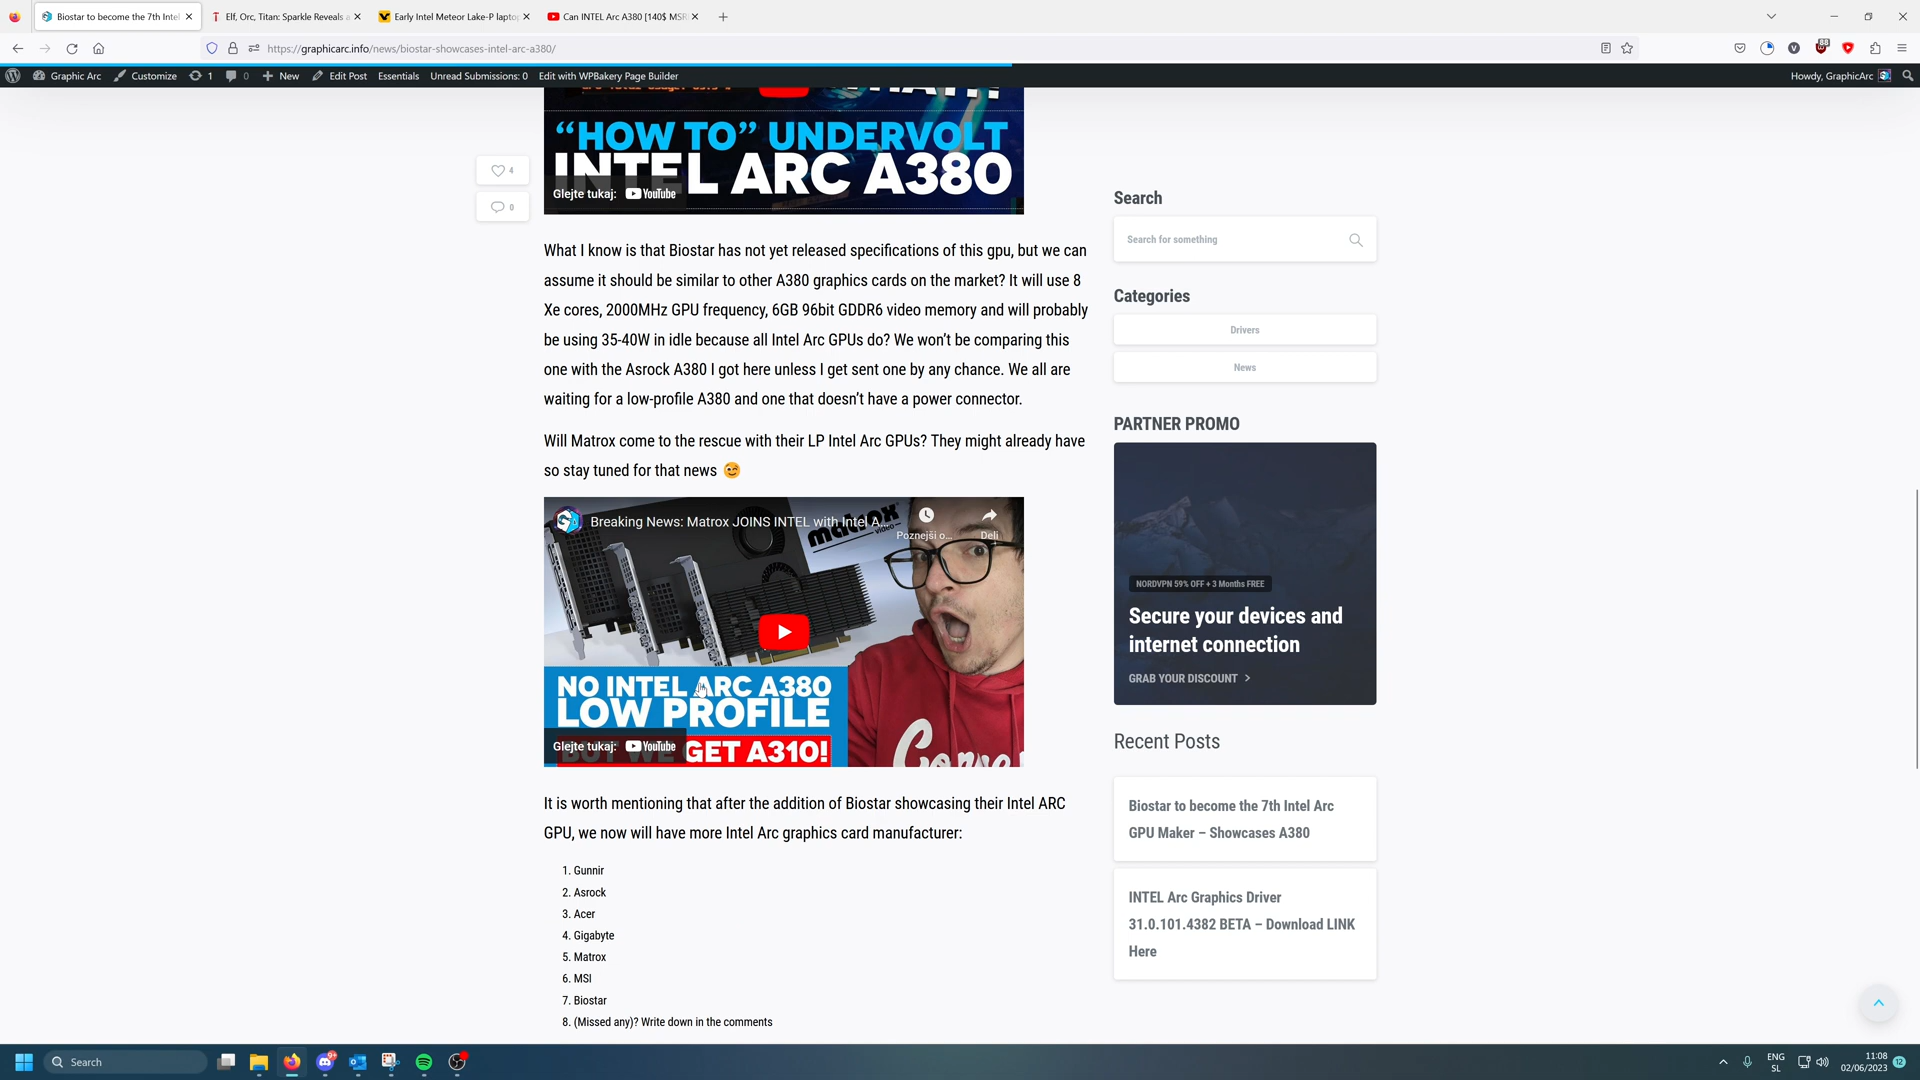 Biostar to become the 7th Intel
Elf, Orc, Titan: Sparkle Reveals a
Early Intel Meteor Lake-P laptop
Can INTEL Arc A380 [140$ MSR
https://graphicarc.info/news/biostar-showcases-intel-arc-a380/
Graphic Arc
Customize
1
0
New
Edit Post
Essentials
Unread Submissions: 0
Edit with WPBakery Page Builder
Howdy, GraphicArc
"HOW TO" UNDERVOLT
INTEL ARC A380
Glejte tukaj: YouTube
4
0
What I know is that Biostar has not yet released specifications of this gpu, but we can
assume it should be similar to other A380 graphics cards on the market? It will use 8
Xe cores, 2000MHz GPU frequency, 6GB 96bit GDDR6 video memory and will probably
be using 35-40W in idle because all Intel Arc GPUs do? We won't be comparing this
one with the Asrock A380 I got here unless I get sent one by any chance. We all are
waiting for a low-profile A380 and one that doesn't have a power connector.
Will Matrox come to the rescue with their LP Intel Arc GPUs? They might already have
so stay tuned for that news
Breaking News: Matrox JOINS INTEL with Intel A...
Poznejši o...
Deli
matrox
video
NO INTEL ARC A380
LOW PROFILE
GET A310!
Glejte tukaj: YouTube
It is worth mentioning that after the addition of Biostar showcasing their Intel ARC
GPU, we now will have more Intel Arc graphics card manufacturer:
1. Gunnir
2. Asrock
3. Acer
4. Gigabyte
5. Matrox
6. MSI
7. Biostar
8. (Missed any)? Write down in the comments
Search
Search for something
Categories
Drivers
News
PARTNER PROMO
NORDVPN 59% OFF + 3 Months FREE
Secure your devices and
internet connection
GRAB YOUR DISCOUNT
Recent Posts
Biostar to become the 7th Intel Arc
GPU Maker – Showcases A380
INTEL Arc Graphics Driver
31.0.101.4382 BETA – Download LINK
Here
Search
ENG
SL
11:08
02/06/2023
12